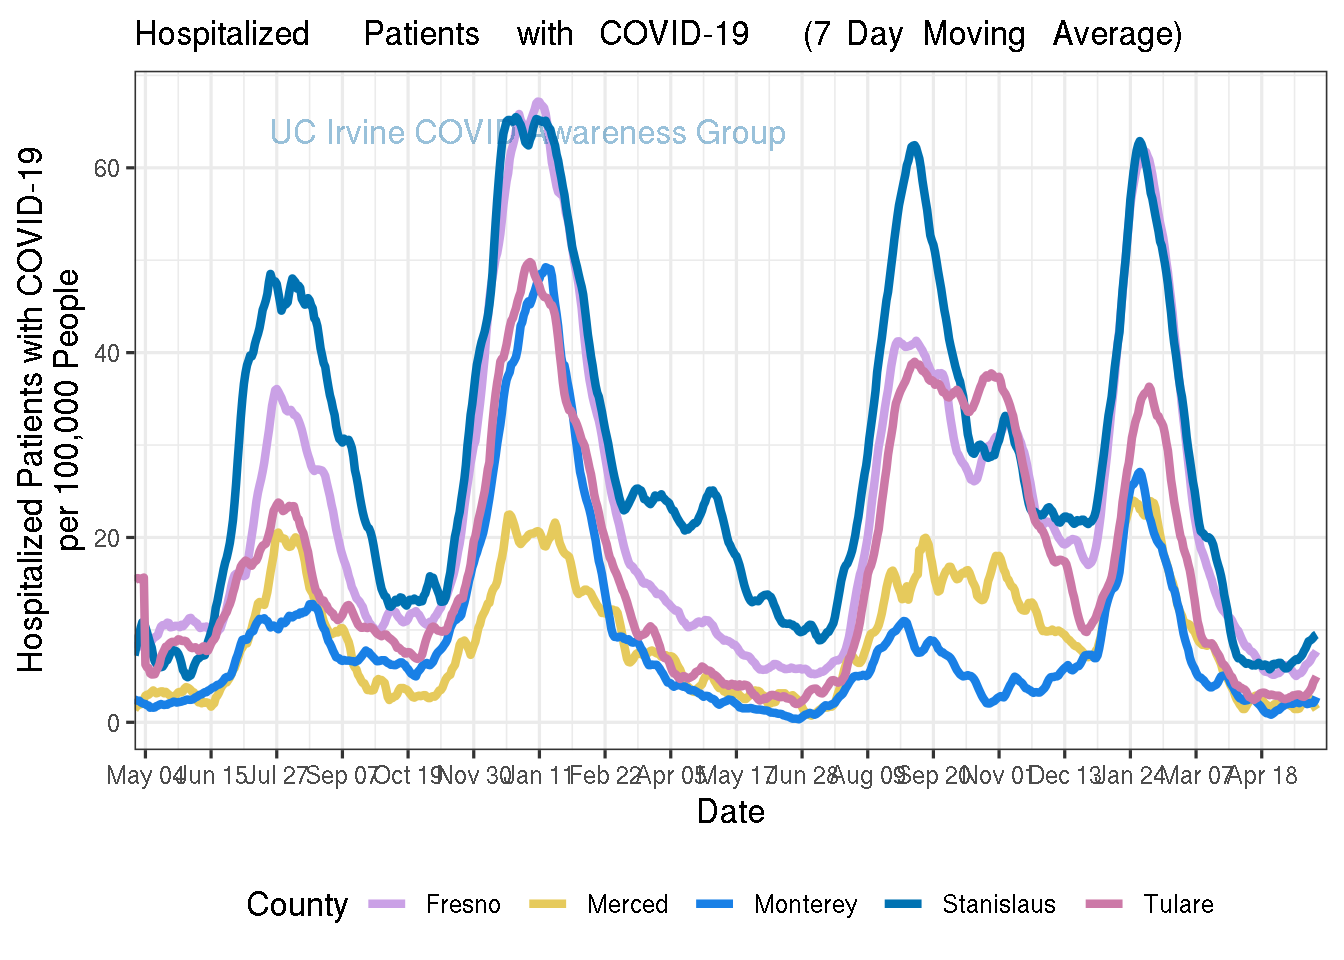 Hospitalized Patients with COVID-19 (7 Day Moving Average)
UC Irvine COVID Awareness Group
Hospitalized Patients with COVID-19
per 100,000 People
60
40
20
0
May 04 Jun 15 Jul 27 Sep 07 Oct 19 Nov 30 Jan 11 Feb 22 Apr 05 May 17 Jun 28 Aug 09 Sep 20 Nov 01 Dec 13 Jan 24 Mar 07 Apr 18
Date
County Fresno Merced Monterey Stanislaus Tulare